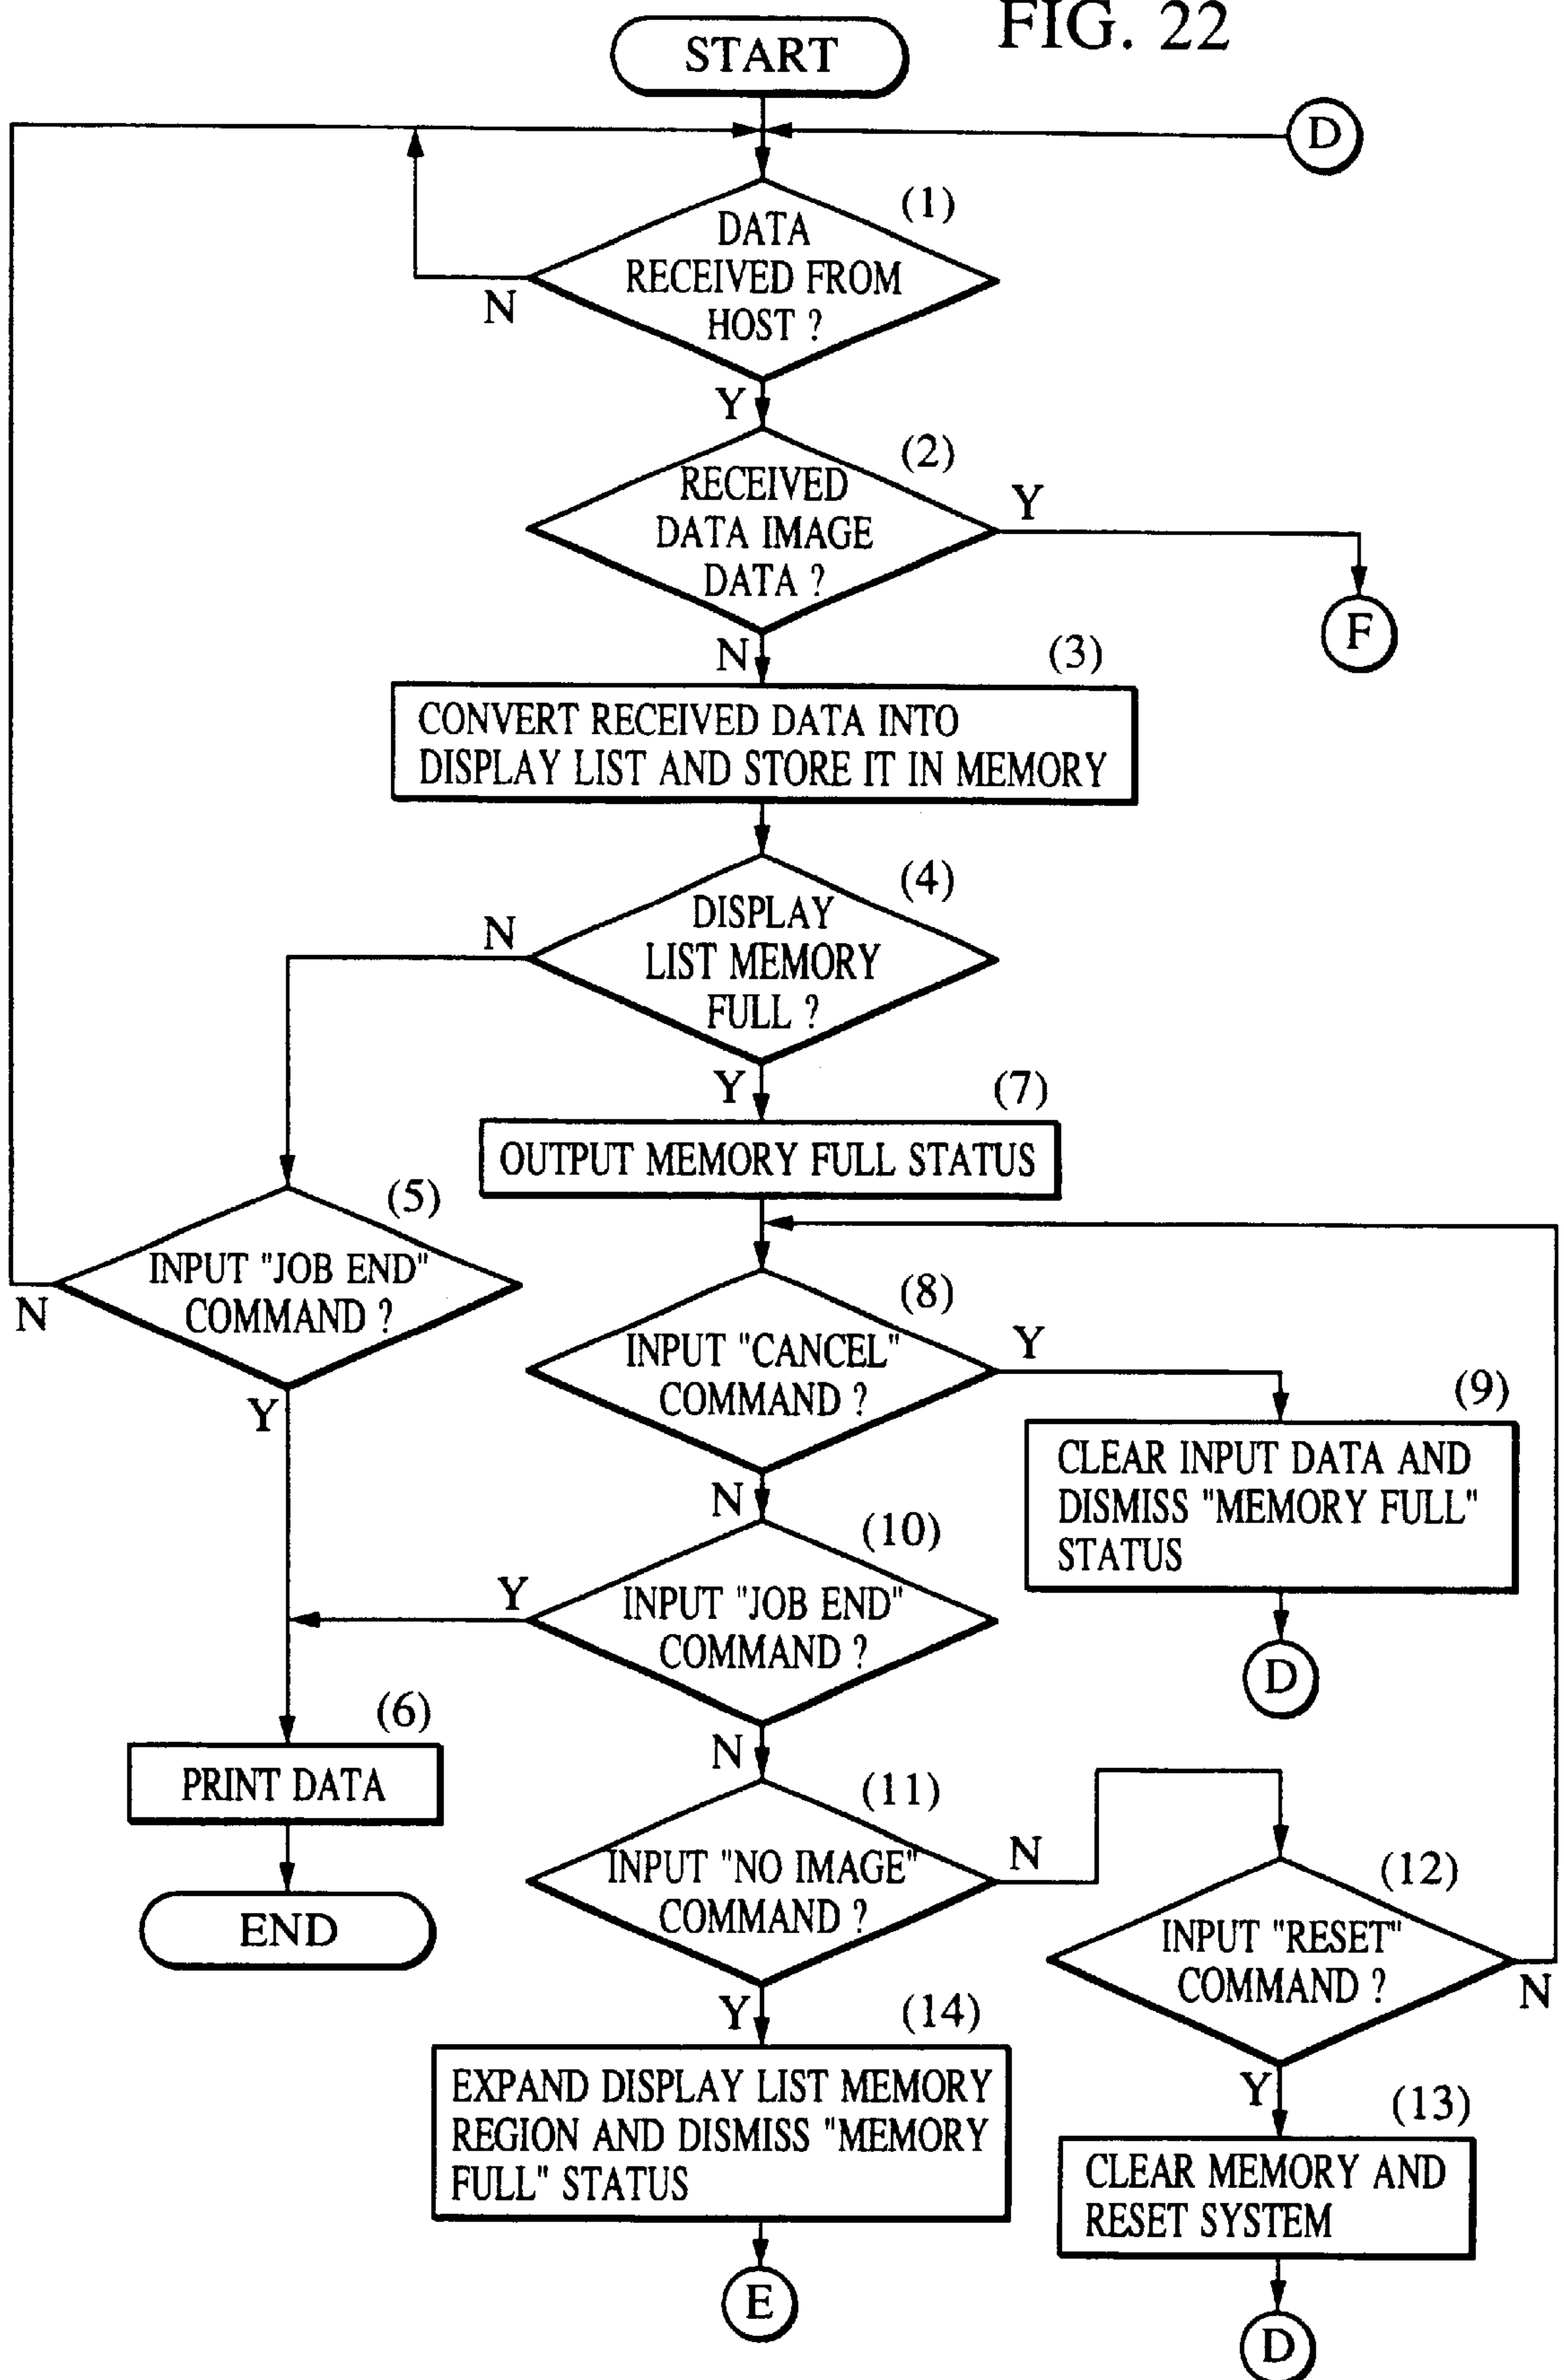 FIG. 22
START
D
(1)
DATA
RECEIVED FROM
HOST ?
N
Y
(2)
RECEIVED
DATA IMAGE
DATA ?
Y
F
N
(3)
CONVERT RECEIVED DATA INTO
DISPLAY LIST AND STORE IT IN MEMORY
(4)
DISPLAY
LIST MEMORY
FULL ?
N
Y
(7)
OUTPUT MEMORY FULL STATUS
(5)
INPUT "JOB END"
COMMAND ?
N
Y
(8)
INPUT "CANCEL"
COMMAND ?
Y
(9)
CLEAR INPUT DATA AND
DISMISS "MEMORY FULL"
STATUS
D
N
(10)
INPUT "JOB END"
COMMAND ?
Y
(6)
PRINT DATA
END
N
(11)
INPUT "NO IMAGE"
COMMAND ?
N
(12)
INPUT "RESET"
COMMAND ?
N
Y
(14)
EXPAND DISPLAY LIST MEMORY
REGION AND DISMISS "MEMORY
FULL" STATUS
E
Y
(13)
CLEAR MEMORY AND
RESET SYSTEM
D